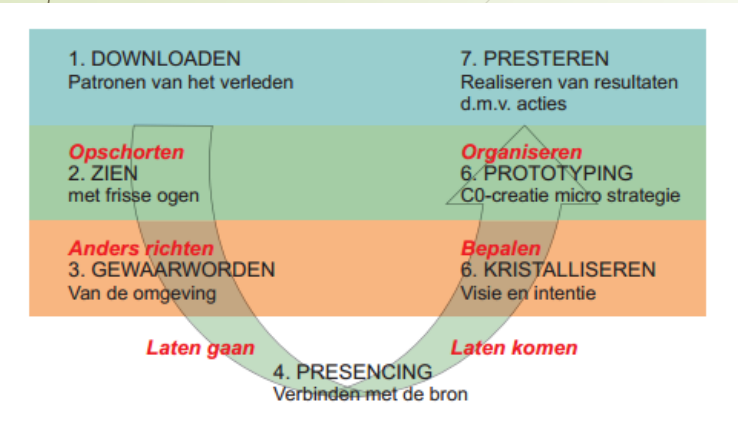 1. DOWNLOADEN
Patronen van het verleden
7. PRESTEREN
Realiseren van resultaten
d.m.v. acties
Opschorten
2. ZIEN
met frisse ogen
Organiseren
6. PROTOTYPING
C0-creatie micro strategie
Anders richten
3. GEWAARWORDEN
Van de omgeving
Bepalen
6. KRISTALLISEREN
Visie en intentie
Laten gaan
Laten komen
4. PRESENCING
Verbinden met de bron